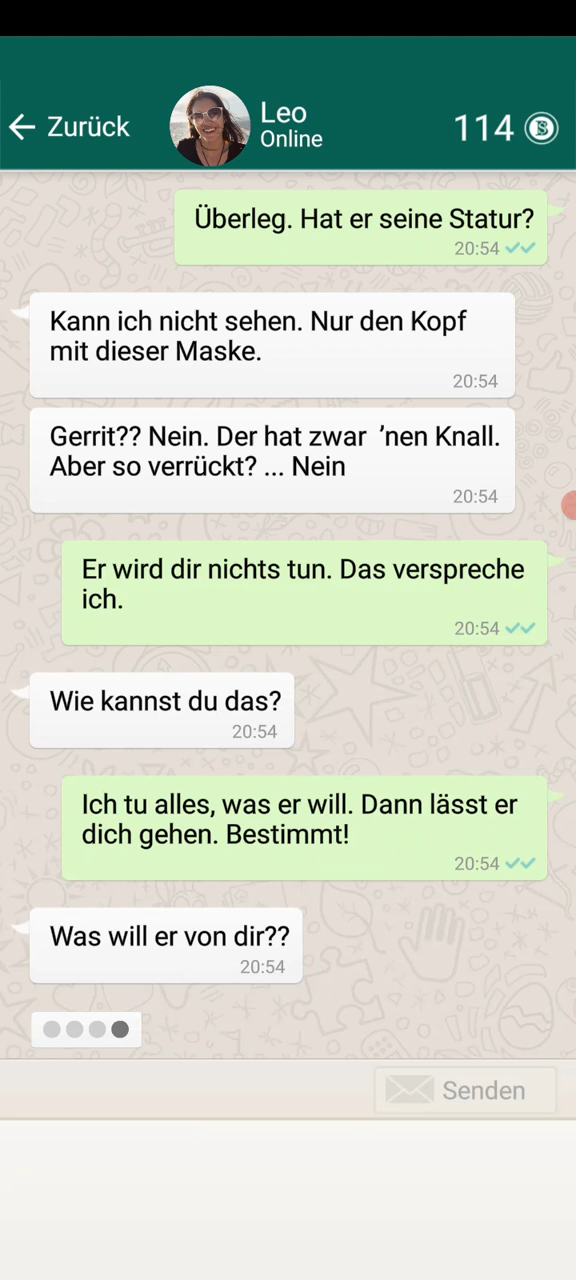 Zurück
Leo
Online
114
Überleg. Hat er seine Statur?
20:54
Kann ich nicht sehen. Nur den Kopf
mit dieser Maske.
20:54
Gerrit?? Nein. Der hat zwar ’nen Knall.
Aber so verrückt? ... Nein
20:54
Er wird dir nichts tun. Das verspreche
ich.
20:54
Wie kannst du das?
20:54
Ich tu alles, was er will. Dann lässt er
dich gehen. Bestimmt!
20:54
Was will er von dir??
20:54
Senden